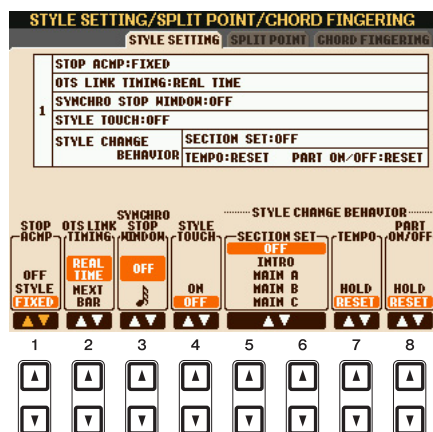 STYLE SETTING/SPLIT POINT/CHORD FINGERING
STYLE SETTING SPLIT POINT CHORD FINGERING
1
STOP ACMP:FIXED
OTS LINK TIMING:REAL TIME
SYNCHRO STOP WINDOW:OFF
STYLE TOUCH:OFF
STYLE CHANGE BEHAVIOR
SECTION SET:OFF
TEMPO:RESET PART ON/OFF:RESET
STYLE CHANGE BEHAVIOR
STOP ACMP
OTS LINK TIMING
SYNCHRO STOP WINDOW
STYLE TOUCH
SECTION SET
TEMPO
PART ON/OFF
OFF
STYLE
FIXED
REAL TIME
NEXT BAR
OFF
ON
OFF
OFF
INTRO
MAIN A
MAIN B
MAIN C
HOLD
RESET
HOLD
RESET
1 2 3 4 5 6 7 8